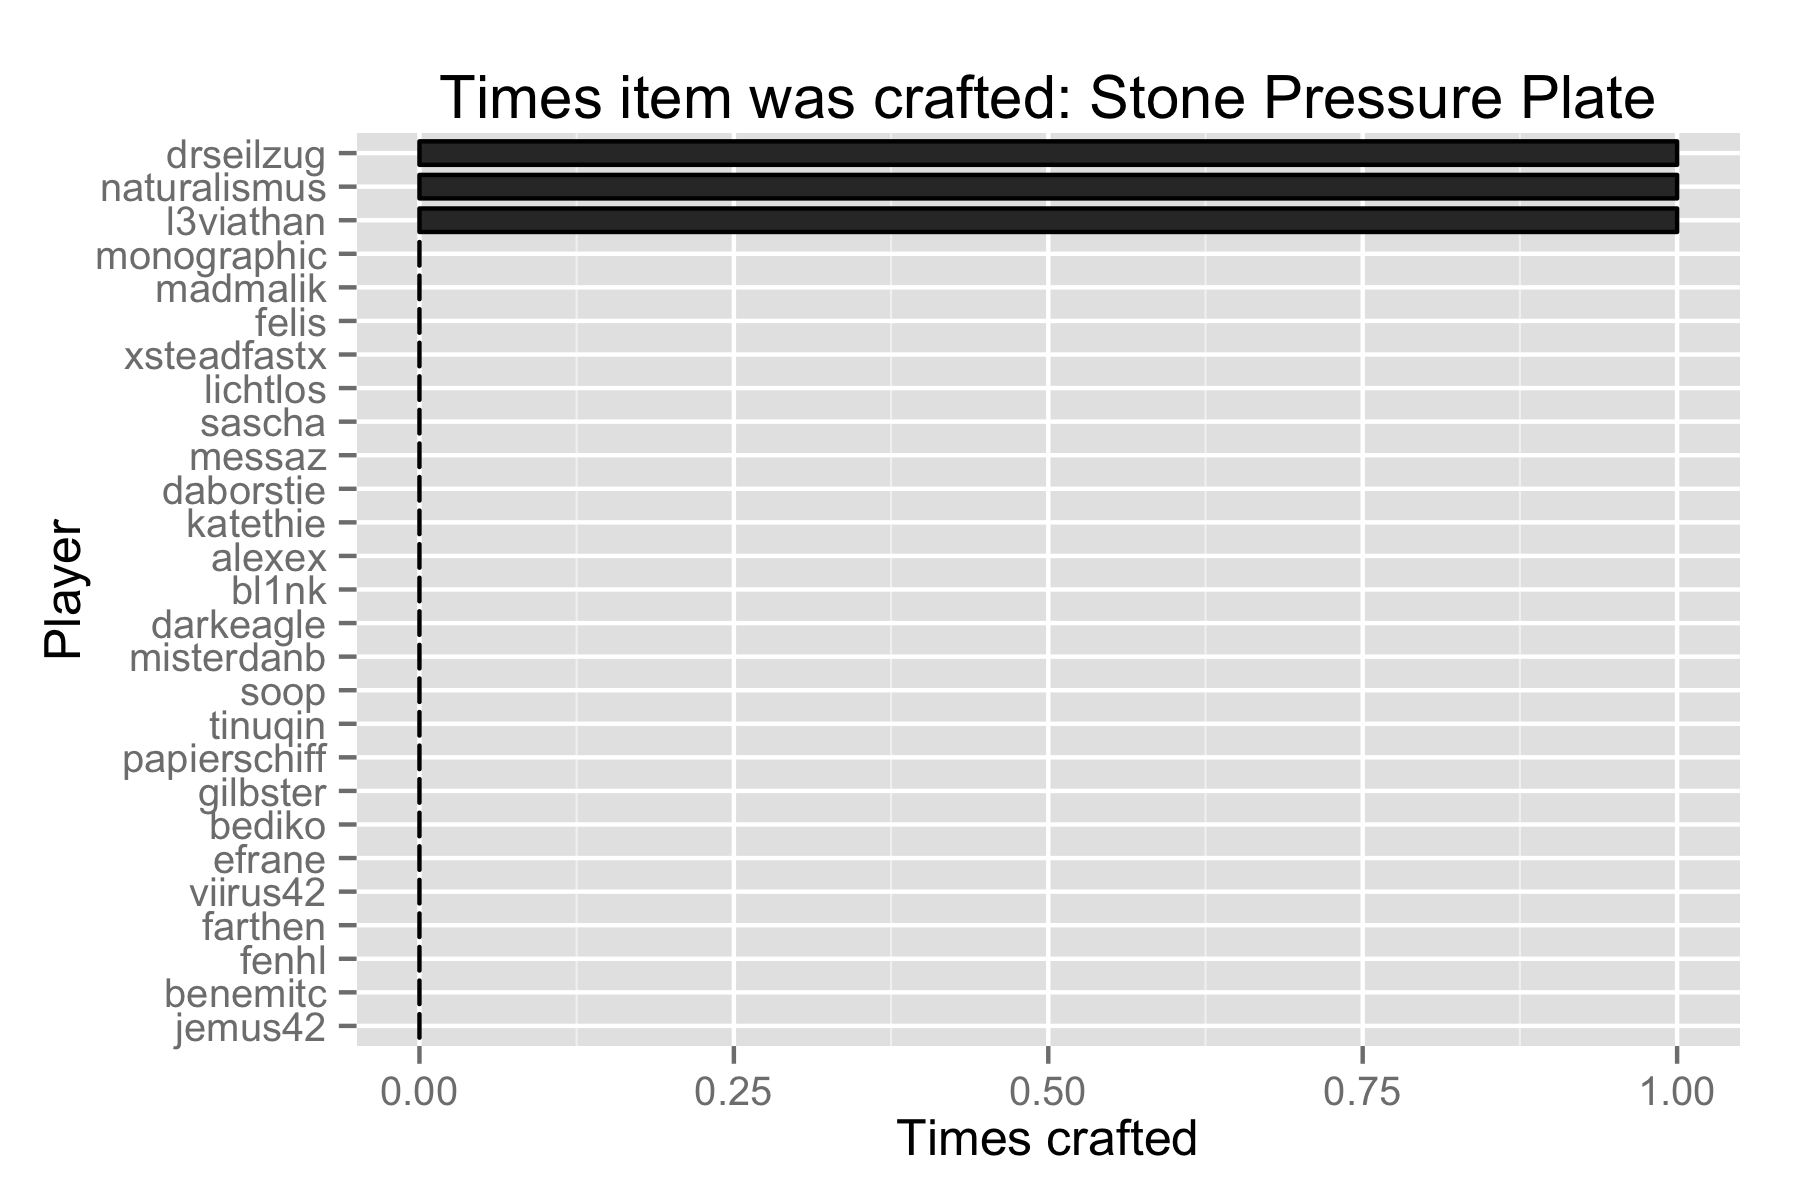 Times item was crafted: Stone Pressure Plate
drseilzug
naturalismus
l3viathan
monographic
madmalik
felis
xsteadfastx
lichtlos
sascha
messaz
daborstie
katethie
alexex
bl1nk
darkeagle
misterdanb
soop
tinuqin
papierschiff
gilbster
bediko
efrane
viirus42
farthen
fenhl
benemitc
jemus42
Player
0.00 0.25 0.50 0.75 1.00
Times crafted